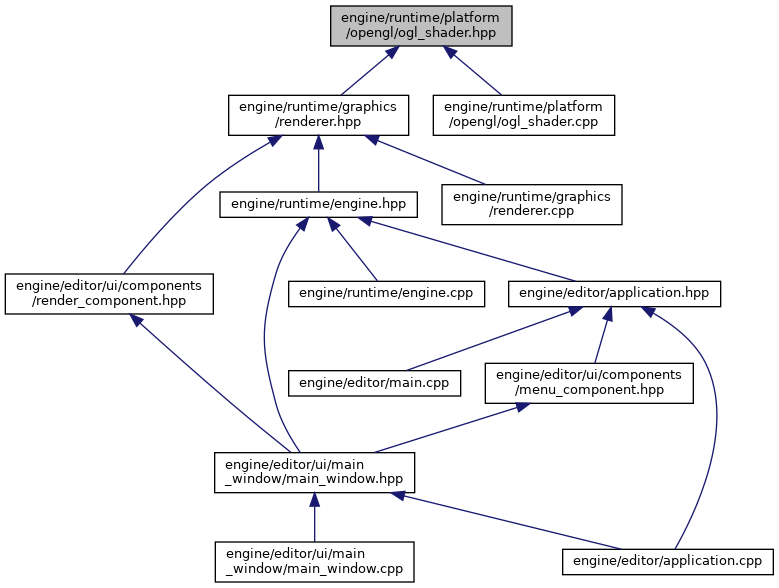 engine/runtime/platform
/opengl/ogl_shader.hpp
engine/runtime/graphics
/renderer.hpp
engine/runtime/platform
/opengl/ogl_shader.cpp
engine/runtime/engine.hpp
engine/runtime/graphics
/renderer.cpp
engine/editor/ui/components
/render_component.hpp
engine/runtime/engine.cpp
engine/editor/application.hpp
engine/editor/main.cpp
engine/editor/ui/components
/menu_component.hpp
engine/editor/ui/main
_window/main_window.hpp
engine/editor/ui/main
_window/main_window.cpp
engine/editor/application.cpp